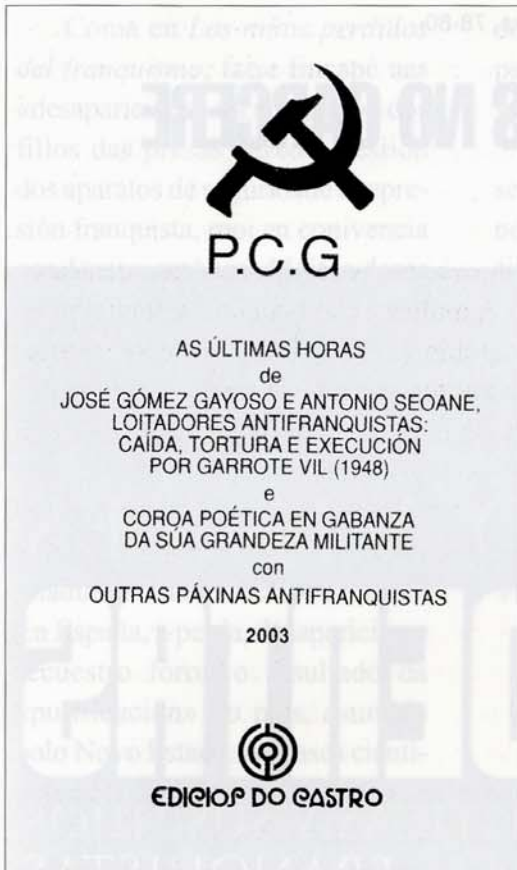 P.C.G
AS ÚLTIMAS HORAS
de
JOSÉ GÓMEZ GAYOSO E ANTONIO SEOANE,
LOITADORES ANTIFRANQUISTAS:
CAÍDA, TORTURA E EXECUCIÓN
POR GARROTE VIL (1948)
e
COROA POÉTICA EN GABANZA
DA SÚA GRANDEZA MILITANTE
con
OUTRAS PÁXINAS ANTIFRANQUISTAS
2003
EDICIOS DO CASTRO